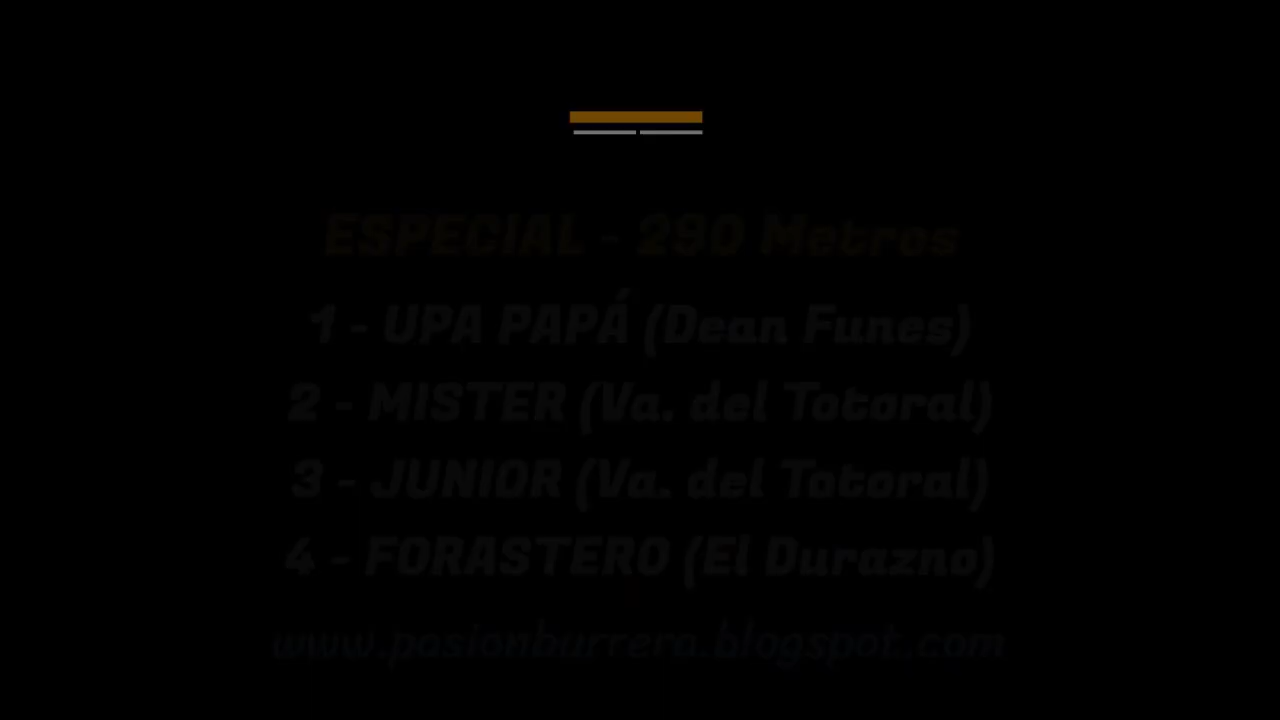 ESPECIAL - 290 Metros
1 - UPA PAPÁ (Dean Funes)
2 - MISTER (Va. del Totoral)
3 - JUNIOR (Va. del Totoral)
4 - FORASTERO (El Durazno)
www.pasionburrera.blogspot.com